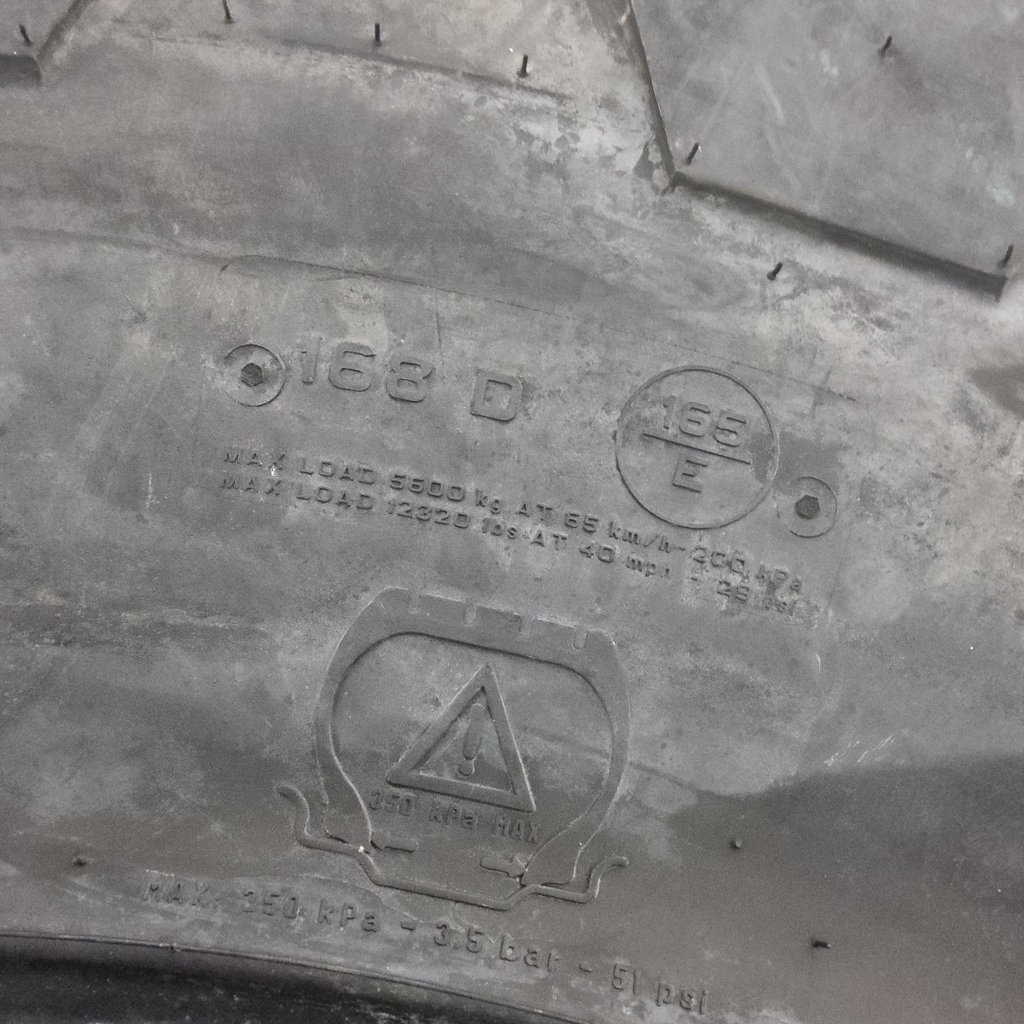 168 D
165
E
MAX LOAD 5600 kg AT 65 km/h - 200 kPa
MAX LOAD 12320 lbs AT 40 mph - 29 psi
350 kPa MAX
MAX. 350 kPa - 3,5 bar - 51 psi